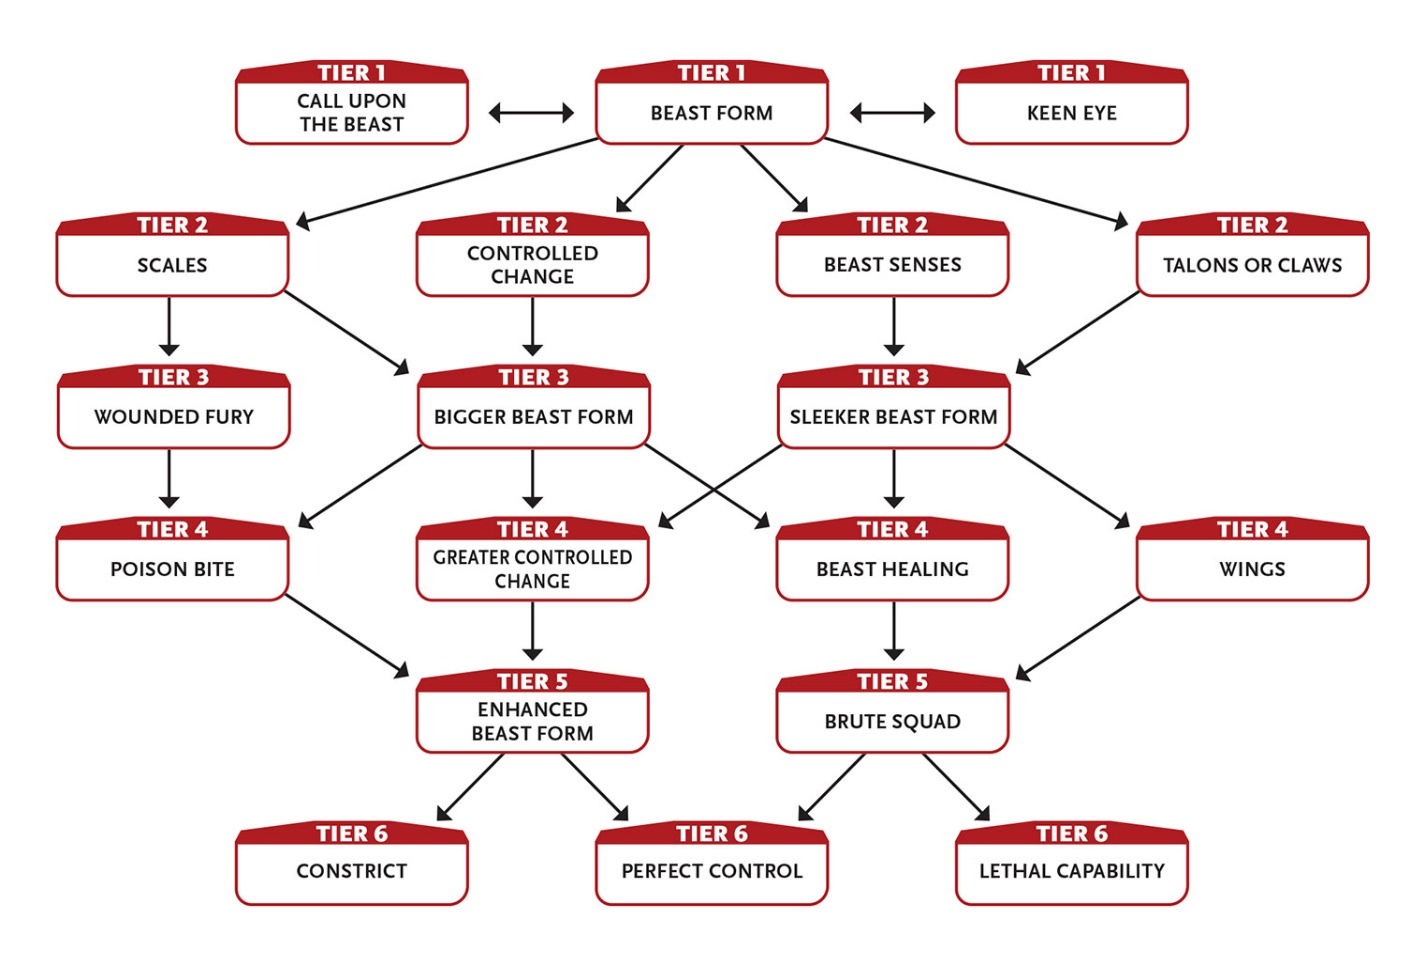 TIER 1
CALL UPON
THE BEAST
TIER 1
BEAST FORM
TIER 1
KEEN EYE
TIER 2
SCALES
TIER 2
CONTROLLED
CHANGE
TIER 2
BEAST SENSES
TIER 2
TALONS OR CLAWS
TIER 3
WOUNDED FURY
TIER 3
BIGGER BEAST FORM
TIER 3
SLEEKER BEAST FORM
TIER 4
POISON BITE
TIER 4
GREATER CONTROLLED
CHANGE
TIER 4
BEAST HEALING
TIER 4
WINGS
TIER 5
ENHANCED
BEAST FORM
TIER 5
BRUTE SQUAD
TIER 6
CONSTRICT
TIER 6
PERFECT CONTROL
TIER 6
LETHAL CAPABILITY